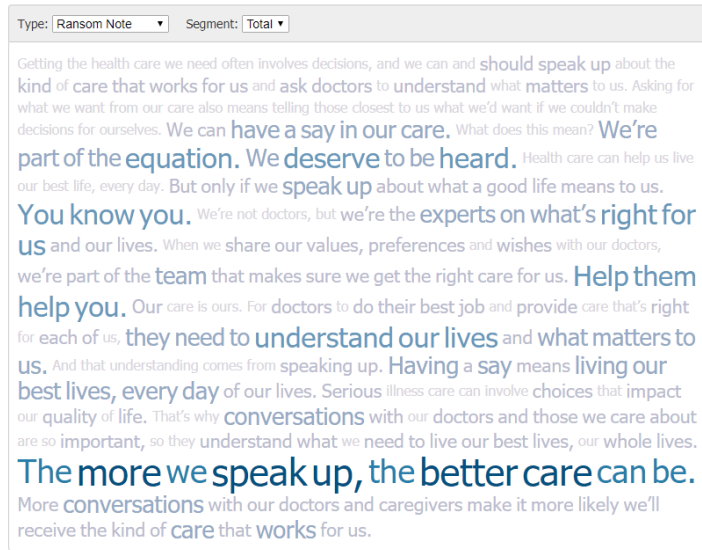 Type: Ransom Note Segment: Total
Getting the health care we need often involves decisions, and we can and should speak up about the
kind of care that works for us and ask doctors to understand what matters to us. Asking for
what we want from our care also means telling those closest to us what we'd want if we couldn't make
decisions for ourselves. We can have a say in our care. What does this mean? We're
part of the equation. We deserve to be heard. Health care can help us live
our best life, every day. But only if we speak up about what a good life means to us.
You know you. We're not doctors, but we're the experts on what's right for
us and our lives. When we share our values, preferences and wishes with our doctors,
we're part of the team that makes sure we get the right care for us. Help them
help you. Our care is ours. For doctors to do their best job and provide care that's right
for each of us, they need to understand our lives and what matters to
us. And that understanding comes from speaking up. Having a say means living our
best lives, every day of our lives. Serious illness care can involve choices that impact
our quality of life. That's why conversations with our doctors and those we care about
are so important, so they understand what we need to live our best lives, our whole lives.
The more we speak up, the better care can be.
More conversations with our doctors and caregivers make it more likely we'll
receive the kind of care that works for us.